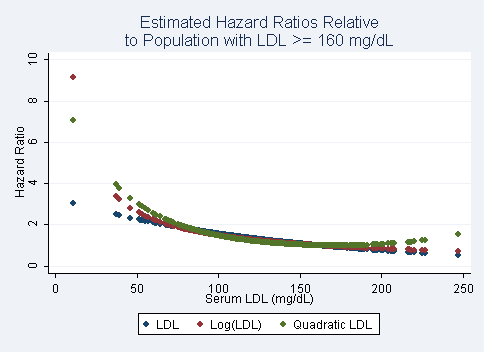 Estimated Hazard Ratios Relative
to Population with LDL >= 160 mg/dL
Hazard Ratio
10
8
6
4
2
0
0 50 100 150 200 250
Serum LDL (mg/dL)
LDL Log(LDL) Quadratic LDL